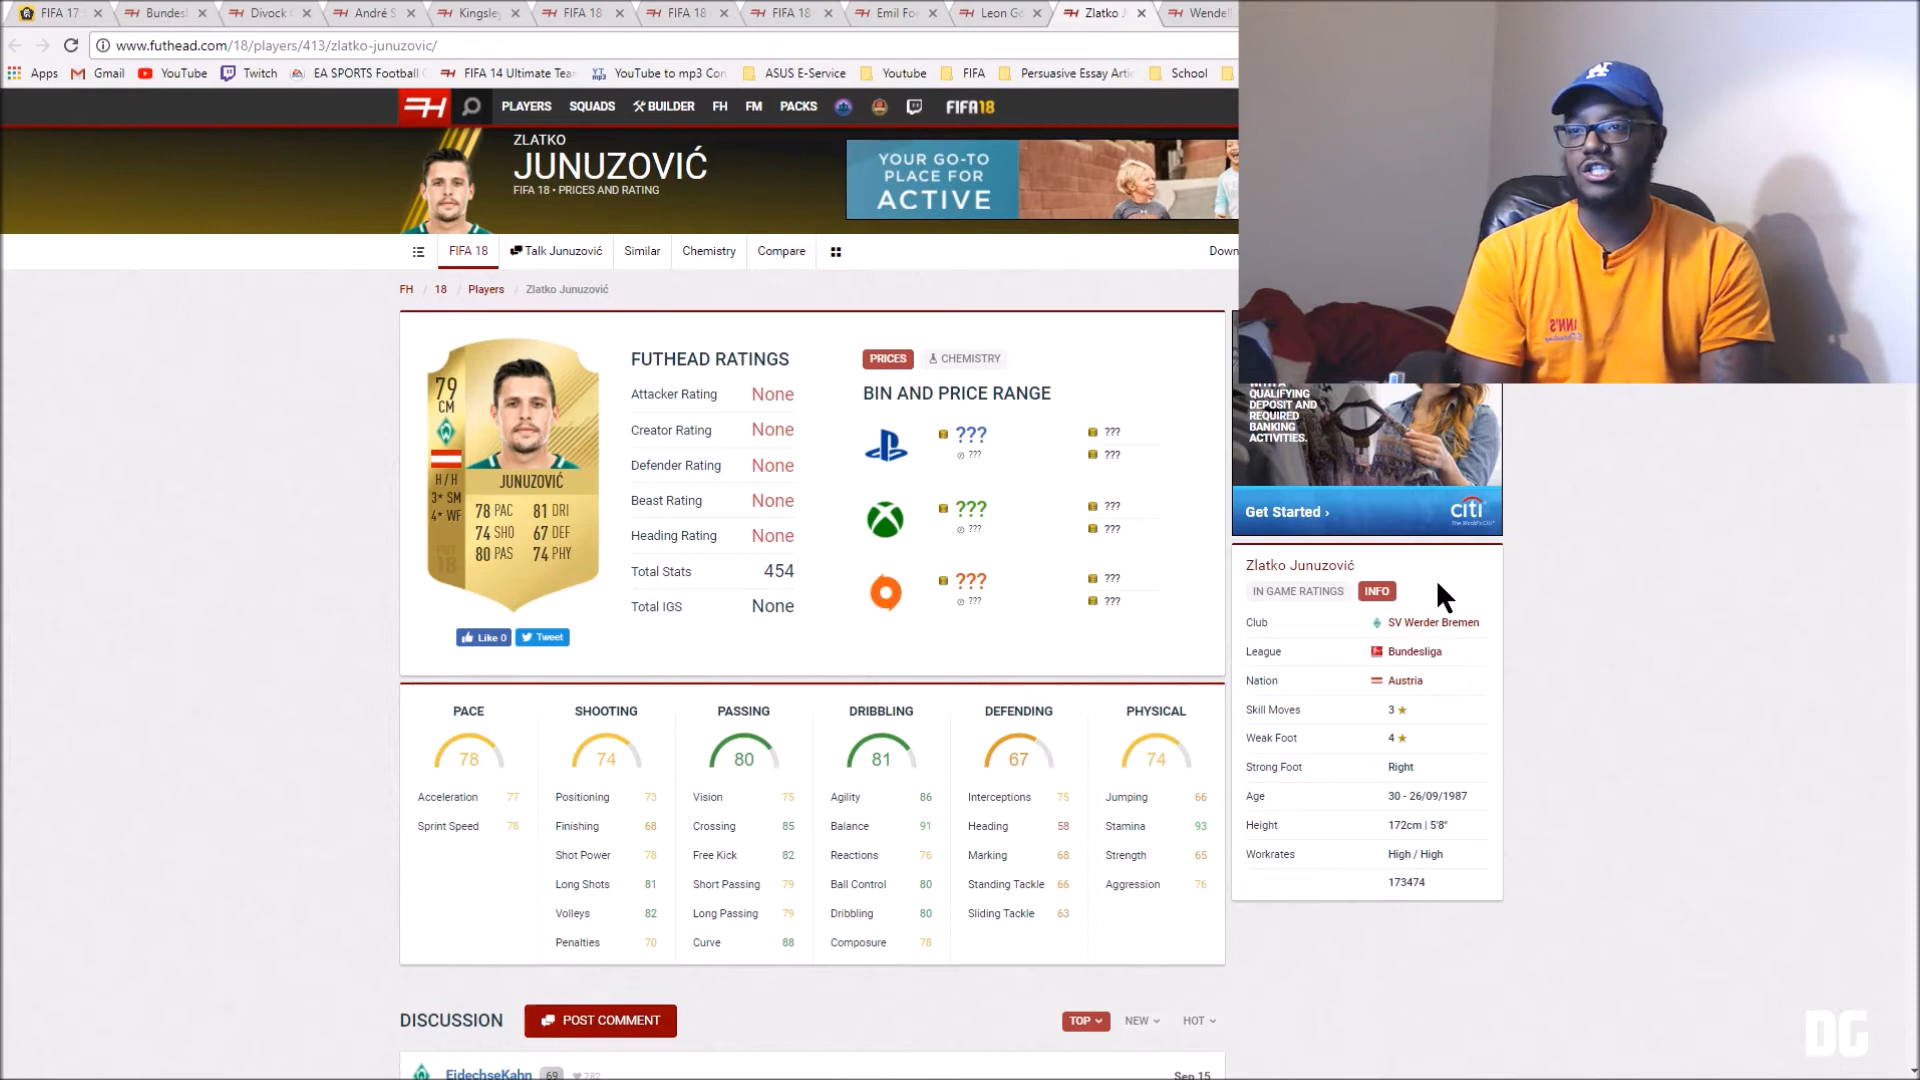 FIFA 17
Bundesl
Divock
André S
Kingsle
FIFA 18
FIFA 18
FIFA 18
Emil Fo
Leon Go
Zlatko J
Wendell
www.futhead.com/18/players/413/zlatko-junuzovic/
Apps Gmail YouTube Twitch EA SPORTS Football FIFA 14 Ultimate Tea YouTube to mp3 Con ASUS E-Service Youtube FIFA Persuasive Essay Arti School
FH PLAYERS SQUADS BUILDER FH FM PACKS FIFA18
ZLATKO
JUNUZOVIĆ
FIFA 18 • PRICES AND RATING
YOUR GO-TO
PLACE FOR
ACTIVE
FIFA 18 Talk Junuzović Similar Chemistry Compare Down
FH / 18 / Players / Zlatko Junuzović
79
CM
H / H
3* SM
4* WF
JUNUZOVIĆ
78 PAC 81 DRI
74 SHO 67 DEF
80 PAS 74 PHY
Like 0 Tweet
FUTHEAD RATINGS
Attacker Rating None
Creator Rating None
Defender Rating None
Beast Rating None
Heading Rating None
Total Stats 454
Total IGS None
PRICES CHEMISTRY
BIN AND PRICE RANGE
??? ???
??? ???
??? ???
??? ???
??? ???
??? ???
QUALIFYING
DEPOSIT AND
REQUIRED
BANKING
ACTIVITIES.
Get Started ›
citi
Zlatko Junuzović
IN GAME RATINGS INFO
Club SV Werder Bremen
League Bundesliga
Nation Austria
Skill Moves 3
Weak Foot 4
Strong Foot Right
Age 30 - 26/09/1987
Height 172cm | 5'8"
Workrates High / High
173474
PACE SHOOTING PASSING DRIBBLING DEFENDING PHYSICAL
78 74 80 81 67 74
Acceleration 77 Positioning 73 Vision 75 Agility 86 Interceptions 75 Jumping 66
Sprint Speed 78 Finishing 68 Crossing 85 Balance 91 Heading 58 Stamina 93
Shot Power 78 Free Kick 82 Reactions 76 Marking 68 Strength 65
Long Shots 81 Short Passing 79 Ball Control 80 Standing Tackle 66 Aggression 76
Volleys 82 Long Passing 79 Dribbling 80 Sliding Tackle 63
Penalties 70 Curve 88 Composure 78
DISCUSSION POST COMMENT TOP NEW HOT
EidechseKahn 69 782 Sep 15
DG